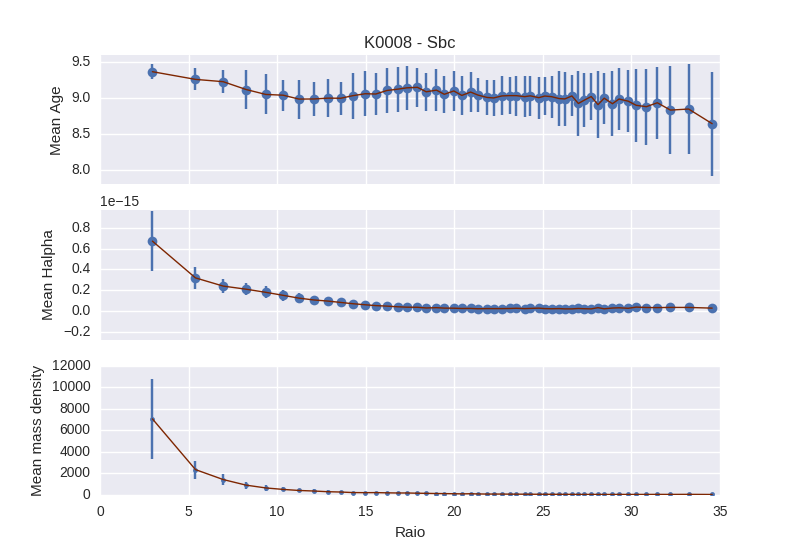 K0008 - Sbc
9.5
9.0
8.5
8.0
Mean Age
1e−15
0.8
0.6
0.4
0.2
0.0
−0.2
Mean Halpha
12000
10000
8000
6000
4000
2000
0
Mean mass density
0 5 10 15 20 25 30 35
Raio